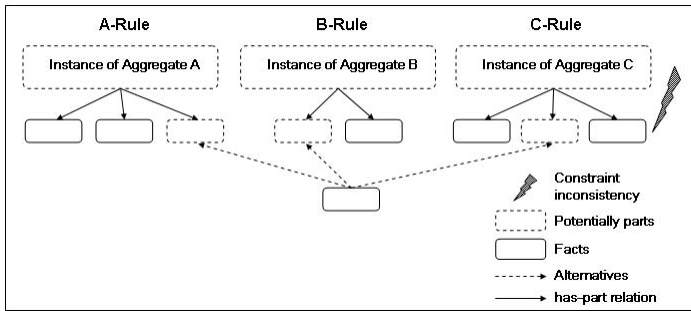 A-Rule B-Rule C-Rule
Instance of Aggregate A Instance of Aggregate B Instance of Aggregate C
Constraint
inconsistency
Potentially parts
Facts
Alternatives
has-part relation